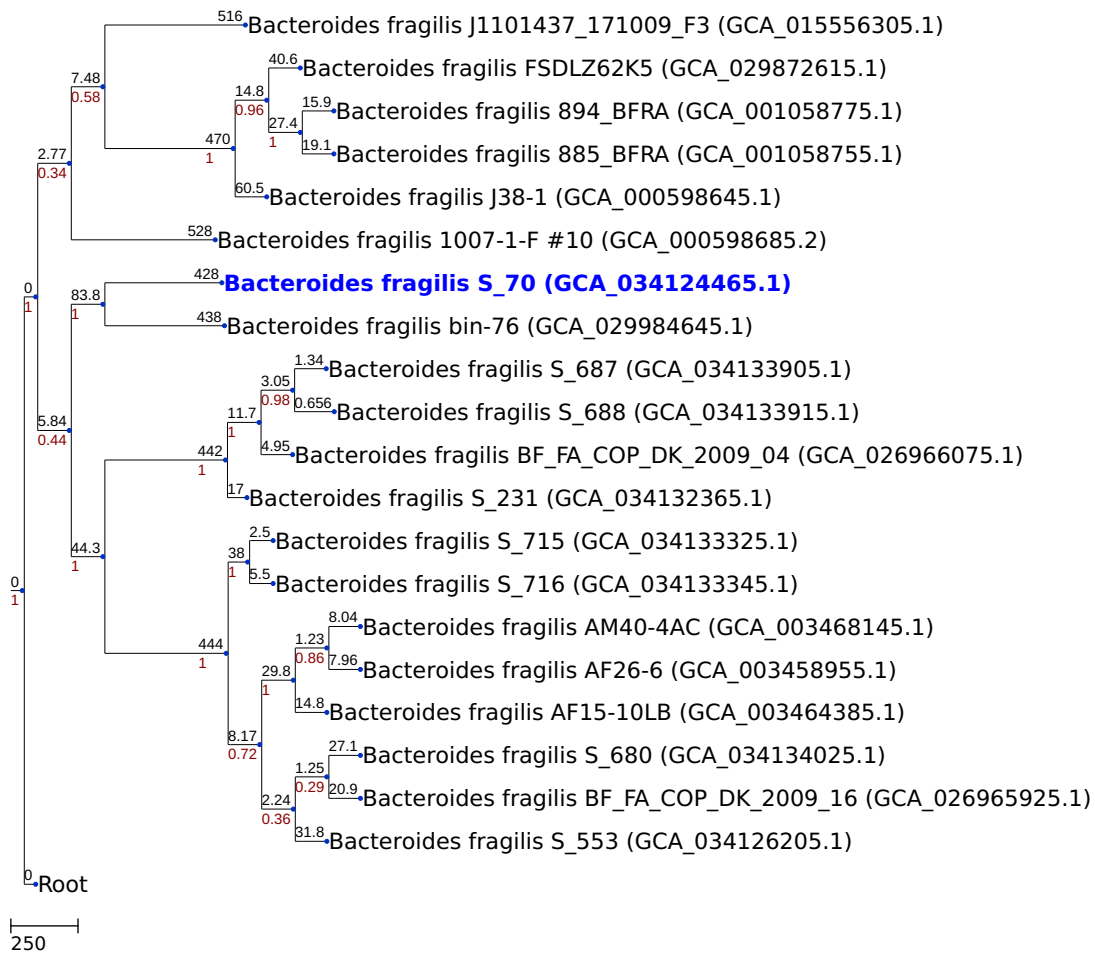 516
Bacteroides fragilis J1101437_171009_F3 (GCA_015556305.1)
40.6
Bacteroides fragilis FSDLZ62K5 (GCA_029872615.1)
7.48
0.58
14.8
0.96
15.9
Bacteroides fragilis 894_BFRA (GCA_001058775.1)
27.4
1
470
1
19.1
Bacteroides fragilis 885_BFRA (GCA_001058755.1)
2.77
0.34
60.5
Bacteroides fragilis J38-1 (GCA_000598645.1)
528
Bacteroides fragilis 1007-1-F #10 (GCA_000598685.2)
428
Bacteroides fragilis S_70 (GCA_034124465.1)
0
1
83.8
1
438
Bacteroides fragilis bin-76 (GCA_029984645.1)
1.34
Bacteroides fragilis S_687 (GCA_034133905.1)
3.05
0.98
0.656
Bacteroides fragilis S_688 (GCA_034133915.1)
11.7
1
5.84
0.44
4.95
Bacteroides fragilis BF_FA_COP_DK_2009_04 (GCA_026966075.1)
442
1
17
Bacteroides fragilis S_231 (GCA_034132365.1)
2.5
Bacteroides fragilis S_715 (GCA_034133325.1)
44.3
1
38
1
5.5
Bacteroides fragilis S_716 (GCA_034133345.1)
0
1
8.04
Bacteroides fragilis AM40-4AC (GCA_003468145.1)
444
1
1.23
0.86
7.96
Bacteroides fragilis AF26-6 (GCA_003458955.1)
29.8
1
14.8
Bacteroides fragilis AF15-10LB (GCA_003464385.1)
8.17
0.72
27.1
Bacteroides fragilis S_680 (GCA_034134025.1)
1.25
0.29
20.9
Bacteroides fragilis BF_FA_COP_DK_2009_16 (GCA_026965925.1)
2.24
0.36
31.8
Bacteroides fragilis S_553 (GCA_034126205.1)
0
Root
250